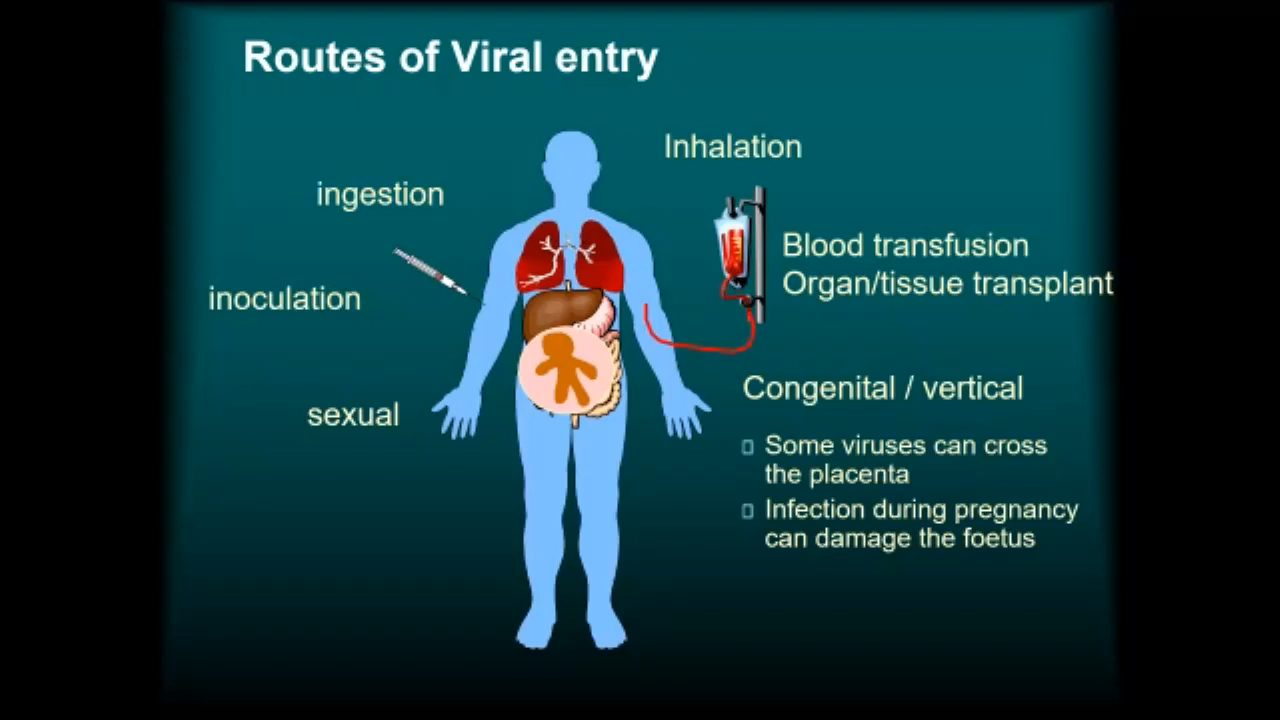 Routes of Viral entry
Inhalation
ingestion
Blood transfusion
Organ/tissue transplant
inoculation
Congenital / vertical
sexual
Some viruses can cross
the placenta
Infection during pregnancy
can damage the foetus